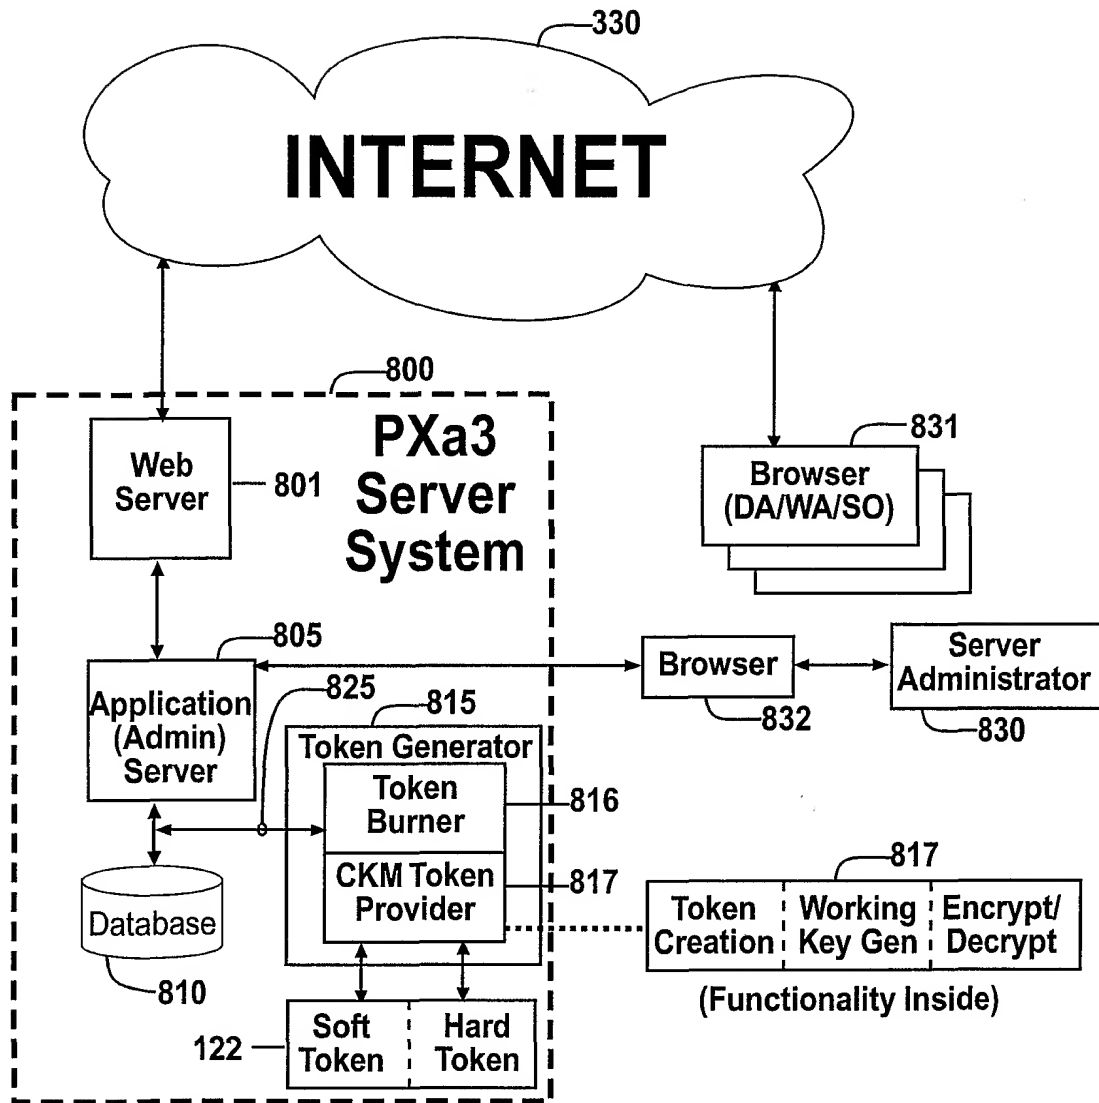 330
INTERNET
800
PXa3
Server
System
Web
Server
801
831
Browser
(DA/WA/SO)
805
Application
(Admin)
Server
825
815
Browser
832
Server
Administrator
830
Token Generator
Token
Burner
816
CKM Token
Provider
817
Database
810
817
Token
Creation
Working
Key Gen
Encrypt/
Decrypt
(Functionality Inside)
122
Soft
Token
Hard
Token